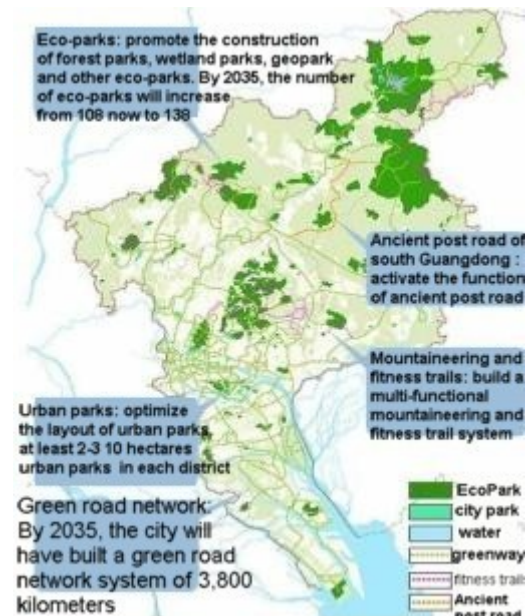 Eco-parks: promote the construction
of forest parks, wetland parks, geopark
and other eco-parks. By 2035, the number
of eco-parks will increase
from 108 now to 138
Ancient post road of
south Guangdong :
activate the function
of ancient post road
Mountaineering and
fitness trails: build a
multi-functional
mountaineering and
fitness trail system
Urban parks: optimize
the layout of urban parks,
at least 2-3 10 hectares
urban parks in each district
Green road network:
By 2035, the city will
have built a green road
network system of 3,800
kilometers
EcoPark
city park
water
greenway
fitness trails
Ancient
post road